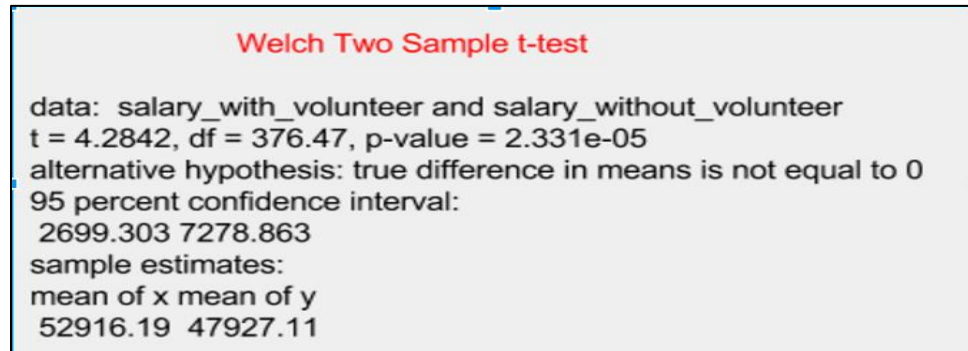 Welch Two Sample t-test
data: salary_with_volunteer and salary_without_volunteer
t = 4.2842, df = 376.47, p-value = 2.331e-05
alternative hypothesis: true difference in means is not equal to 0
95 percent confidence interval:
2699.303 7278.863
sample estimates:
mean of x mean of y
52916.19 47927.11